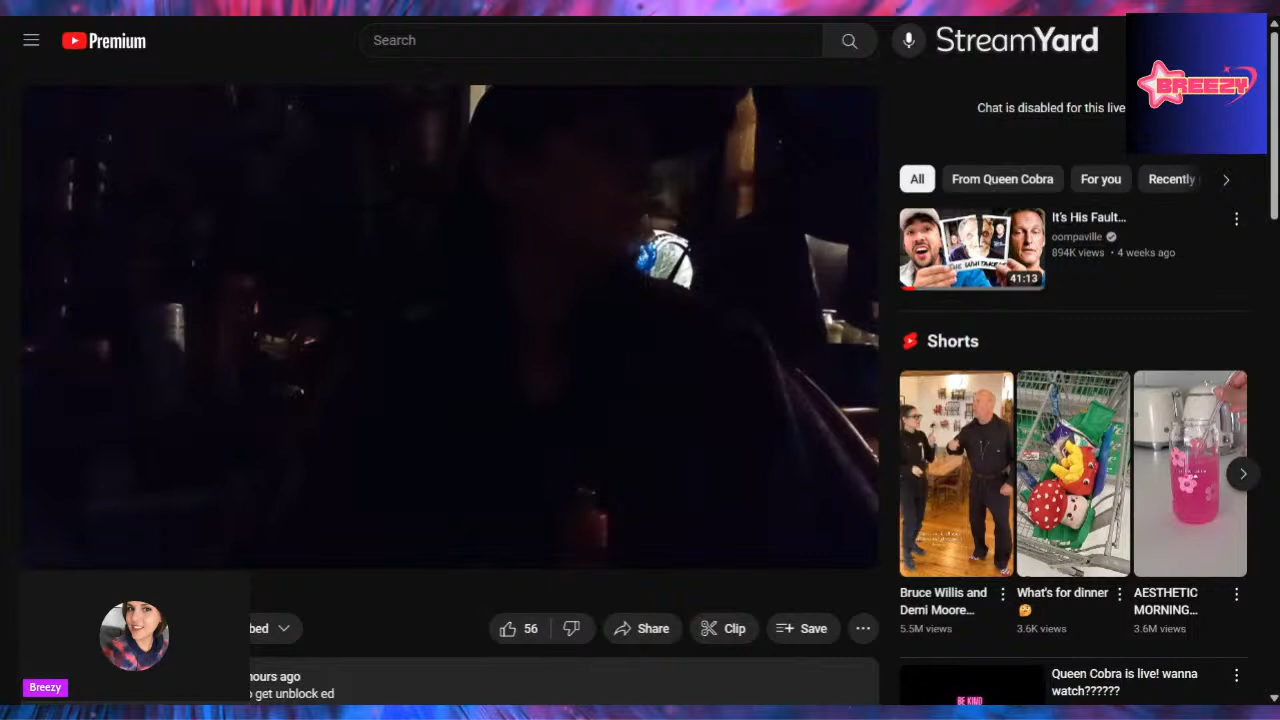 Premium
Search
StreamYard
BREEZY
Chat is disabled for this live
All
From Queen Cobra
For you
Recently
It's His Fault...
oompaville
894K views • 4 weeks ago
THE WHITAKE
41:13
Shorts
Bruce Willis and
Demi Moore...
5.5M views
What's for dinner
🤔
3.6K views
AESTHETIC
MORNING...
3.6M views
bed
56
Share
Clip
Save
hours ago
o get unblock ed
Breezy
Queen Cobra is live! wanna
watch??????
BE KIND